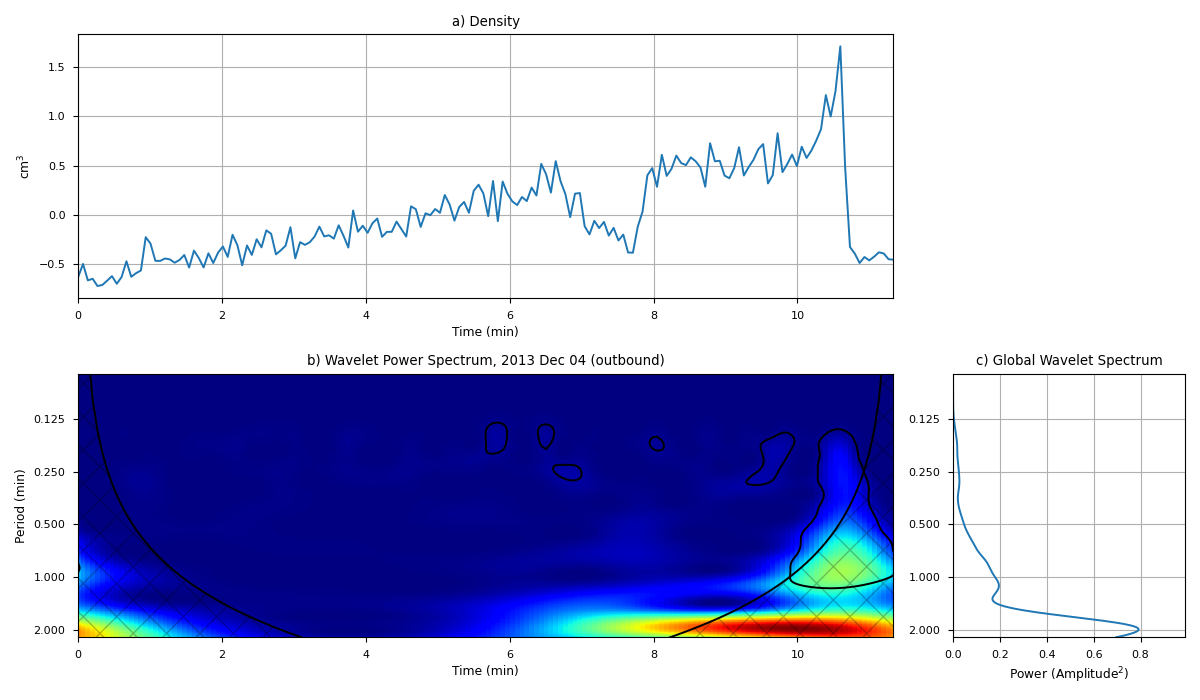 a) Density
1.5
1.0
0.5
0.0
−0.5
cm³
0 2 4 6 8 10
Time (min)
b) Wavelet Power Spectrum, 2013 Dec 04 (outbound)
0.125
0.250
0.500
1.000
2.000
Period (min)
0 2 4 6 8 10
Time (min)
c) Global Wavelet Spectrum
0.125
0.250
0.500
1.000
2.000
0.0 0.2 0.4 0.6 0.8
Power (Amplitude²)